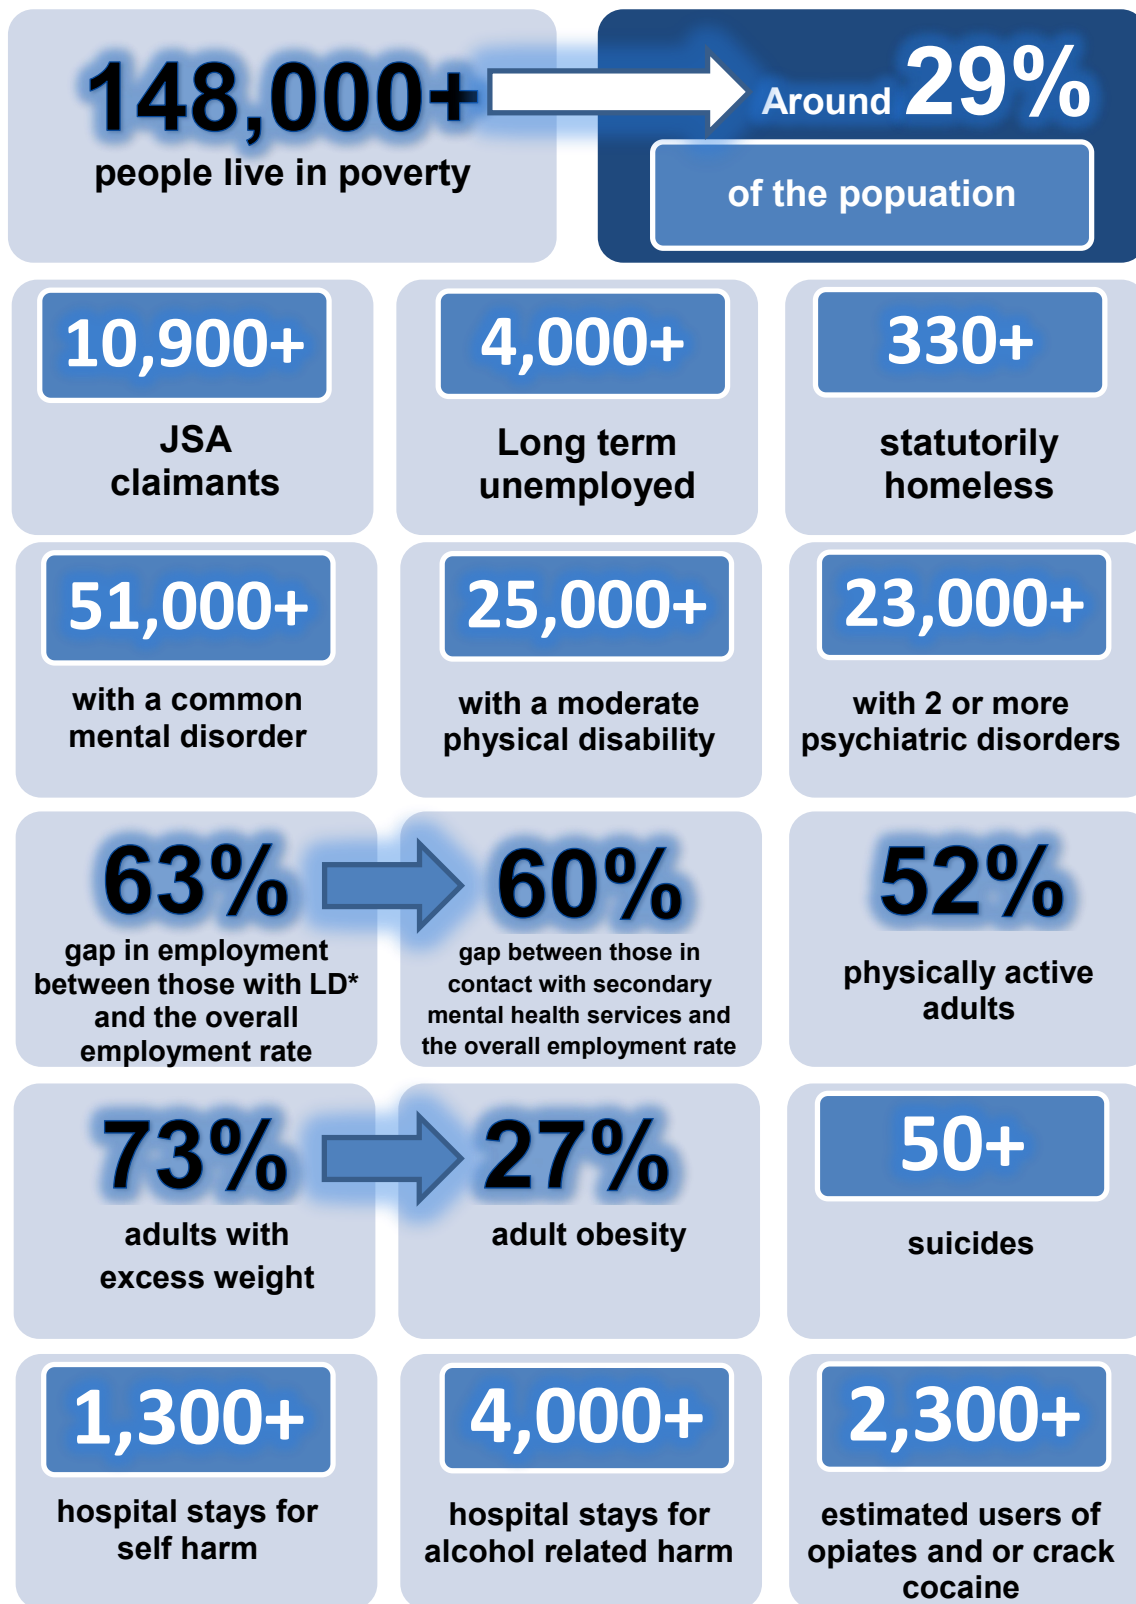 148,000+
people live in poverty
Around 29%
of the popuation
10,900+
JSA
claimants
4,000+
Long term
unemployed
330+
statutorily
homeless
51,000+
with a common
mental disorder
25,000+
with a moderate
physical disability
23,000+
with 2 or more
psychiatric disorders
63%
gap in employment
between those with LD*
and the overall
employment rate
60%
gap between those in
contact with secondary
mental health services and
the overall employment rate
52%
physically active
adults
73%
adults with
excess weight
27%
adult obesity
50+
suicides
1,300+
hospital stays for
self harm
4,000+
hospital stays for
alcohol related harm
2,300+
estimated users of
opiates and or crack
cocaine